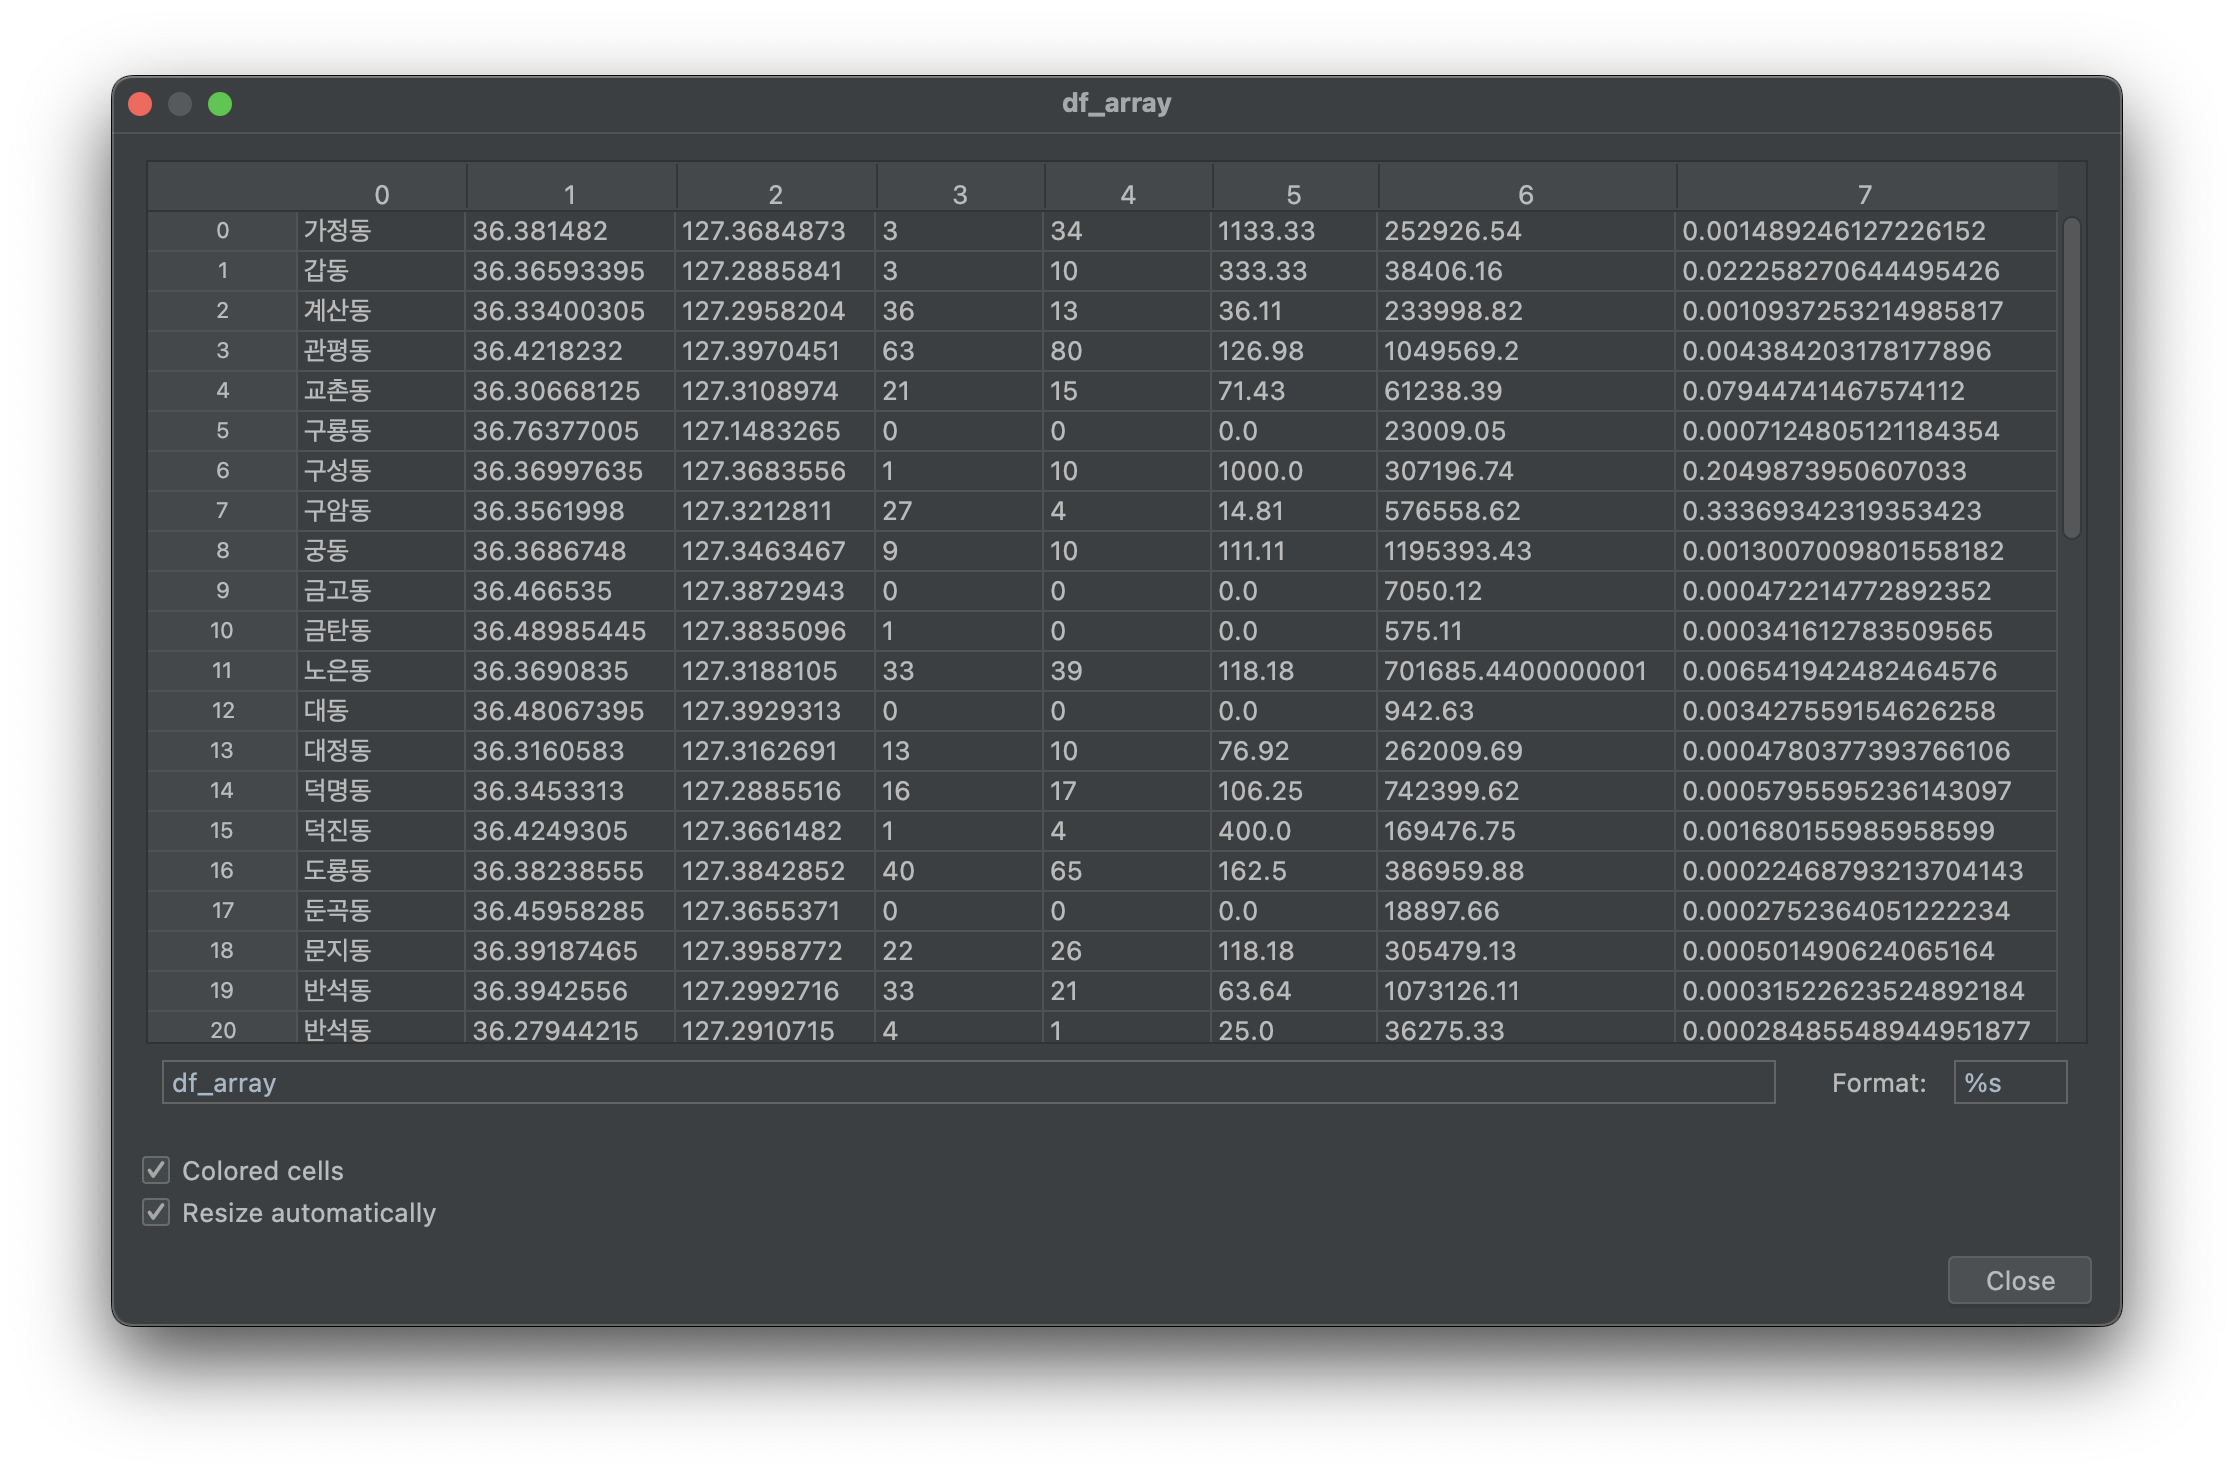 df_array
0 1 2 3 4 5 6 7
0 가정동 36.381482 127.3684873 3 34 1133.33 252926.54 0.001489246127226152
1 갑동 36.36593395 127.2885841 3 10 333.33 38406.16 0.022258270644495426
2 계산동 36.33400305 127.2958204 36 13 36.11 233998.82 0.0010937253214985817
3 관평동 36.4218232 127.3970451 63 80 126.98 1049569.2 0.004384203178177896
4 교촌동 36.30668125 127.3108974 21 15 71.43 61238.39 0.07944741467574112
5 구룡동 36.76377005 127.1483265 0 0 0.0 23009.05 0.0007124805121184354
6 구성동 36.36997635 127.3683556 1 10 1000.0 307196.74 0.2049873950607033
7 구암동 36.3561998 127.3212811 27 4 14.81 576558.62 0.33369342319353423
8 궁동 36.3686748 127.3463467 9 10 111.11 1195393.43 0.0013007009801558182
9 금고동 36.466535 127.3872943 0 0 0.0 7050.12 0.000472214772892352
10 금탄동 36.48985445 127.3835096 1 0 0.0 575.11 0.000341612783509565
11 노은동 36.3690835 127.3188105 33 39 118.18 701685.4400000001 0.006541942482464576
12 대동 36.48067395 127.3929313 0 0 0.0 942.63 0.003427559154626258
13 대정동 36.3160583 127.3162691 13 10 76.92 262009.69 0.0004780377393766106
14 덕명동 36.3453313 127.2885516 16 17 106.25 742399.62 0.0005795595236143097
15 덕진동 36.4249305 127.3661482 1 4 400.0 169476.75 0.001680155985958599
16 도룡동 36.38238555 127.3842852 40 65 162.5 386959.88 0.00022468793213704143
17 둔곡동 36.45958285 127.3655371 0 0 0.0 18897.66 0.0002752364051222234
18 문지동 36.39187465 127.3958772 22 26 118.18 305479.13 0.000501490624065164
19 반석동 36.3942556 127.2992716 33 21 63.64 1073126.11 0.00031522623524892184
20 반석동 36.27944215 127.2910715 4 1 25.0 36275.33 0.00028485548944951877
df_array Format: %s
Colored cells
Resize automatically
Close